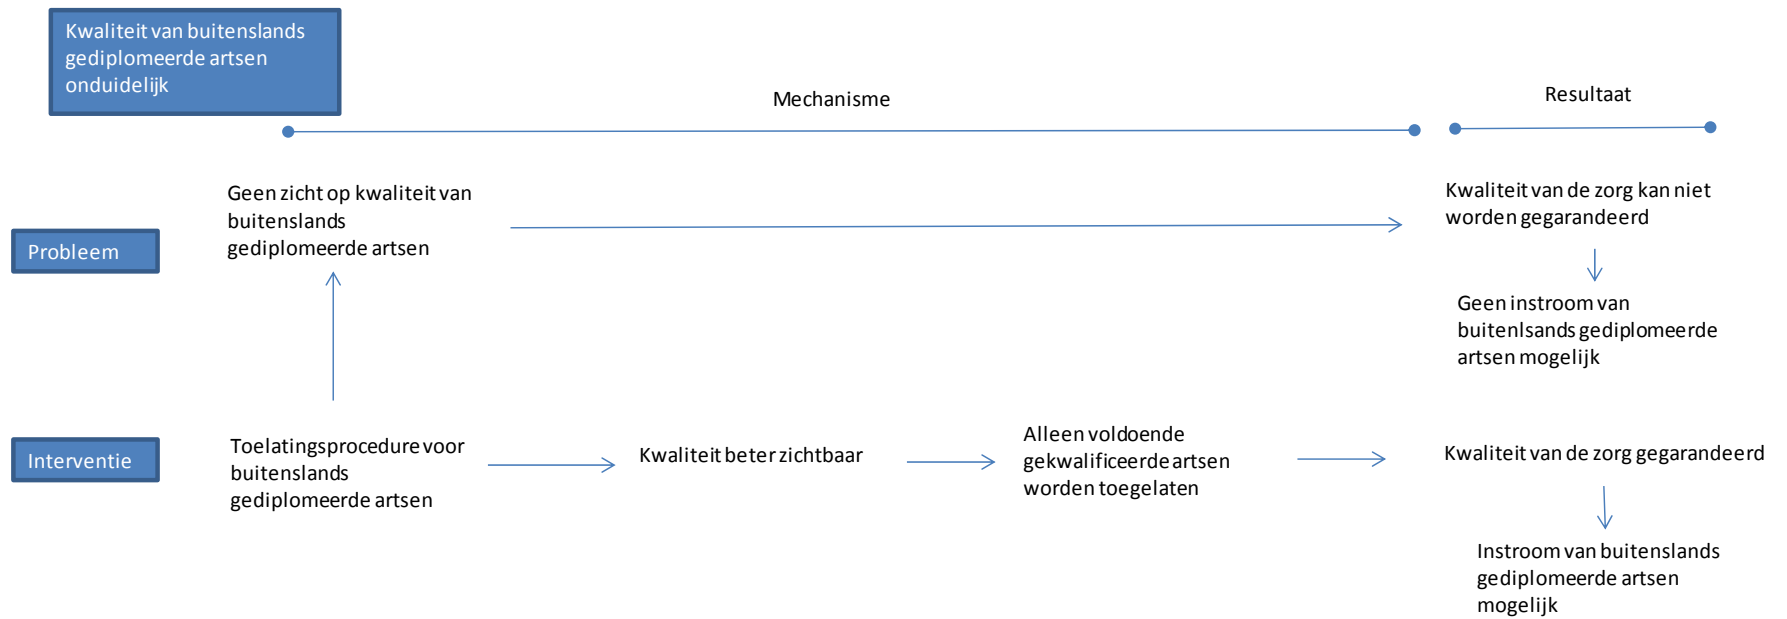 Kwaliteit van buitenslands
gediplomeerde artsen
onduidelijk
Mechanisme
Resultaat
Probleem
Geen zicht op kwaliteit van
buitenslands
gediplomeerde artsen
Kwaliteit van de zorg kan niet
worden gegarandeerd
Geen instroom van
buitenlsands gediplomeerde
artsen mogelijk
Interventie
Toelatingsprocedure voor
buitenslands
gediplomeerde artsen
Kwaliteit beter zichtbaar
Alleen voldoende
gekwalificeerde artsen
worden toegelaten
Kwaliteit van de zorg gegarandeerd
Instroom van buitenslands
gediplomeerde artsen
mogelijk